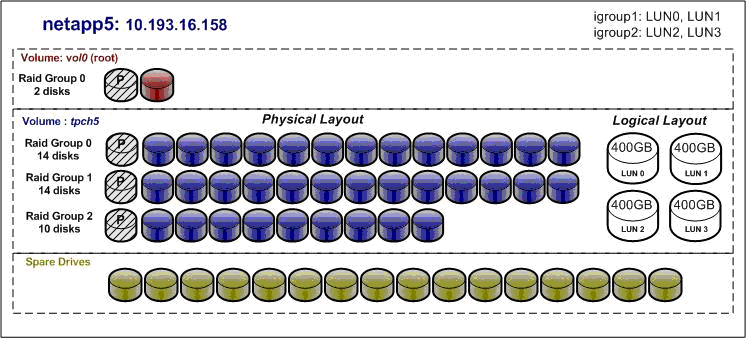 netapp5: 10.193.16.158
igroup1: LUN0, LUN1
igroup2: LUN2, LUN3
Volume: vol0 (root)
Raid Group 0
2 disks
P
Volume : tpch5
Physical Layout
Logical Layout
Raid Group 0
14 disks
P
400GB
LUN 0
400GB
LUN 1
Raid Group 1
14 disks
P
Raid Group 2
10 disks
P
400GB
LUN 2
400GB
LUN 3
Spare Drives